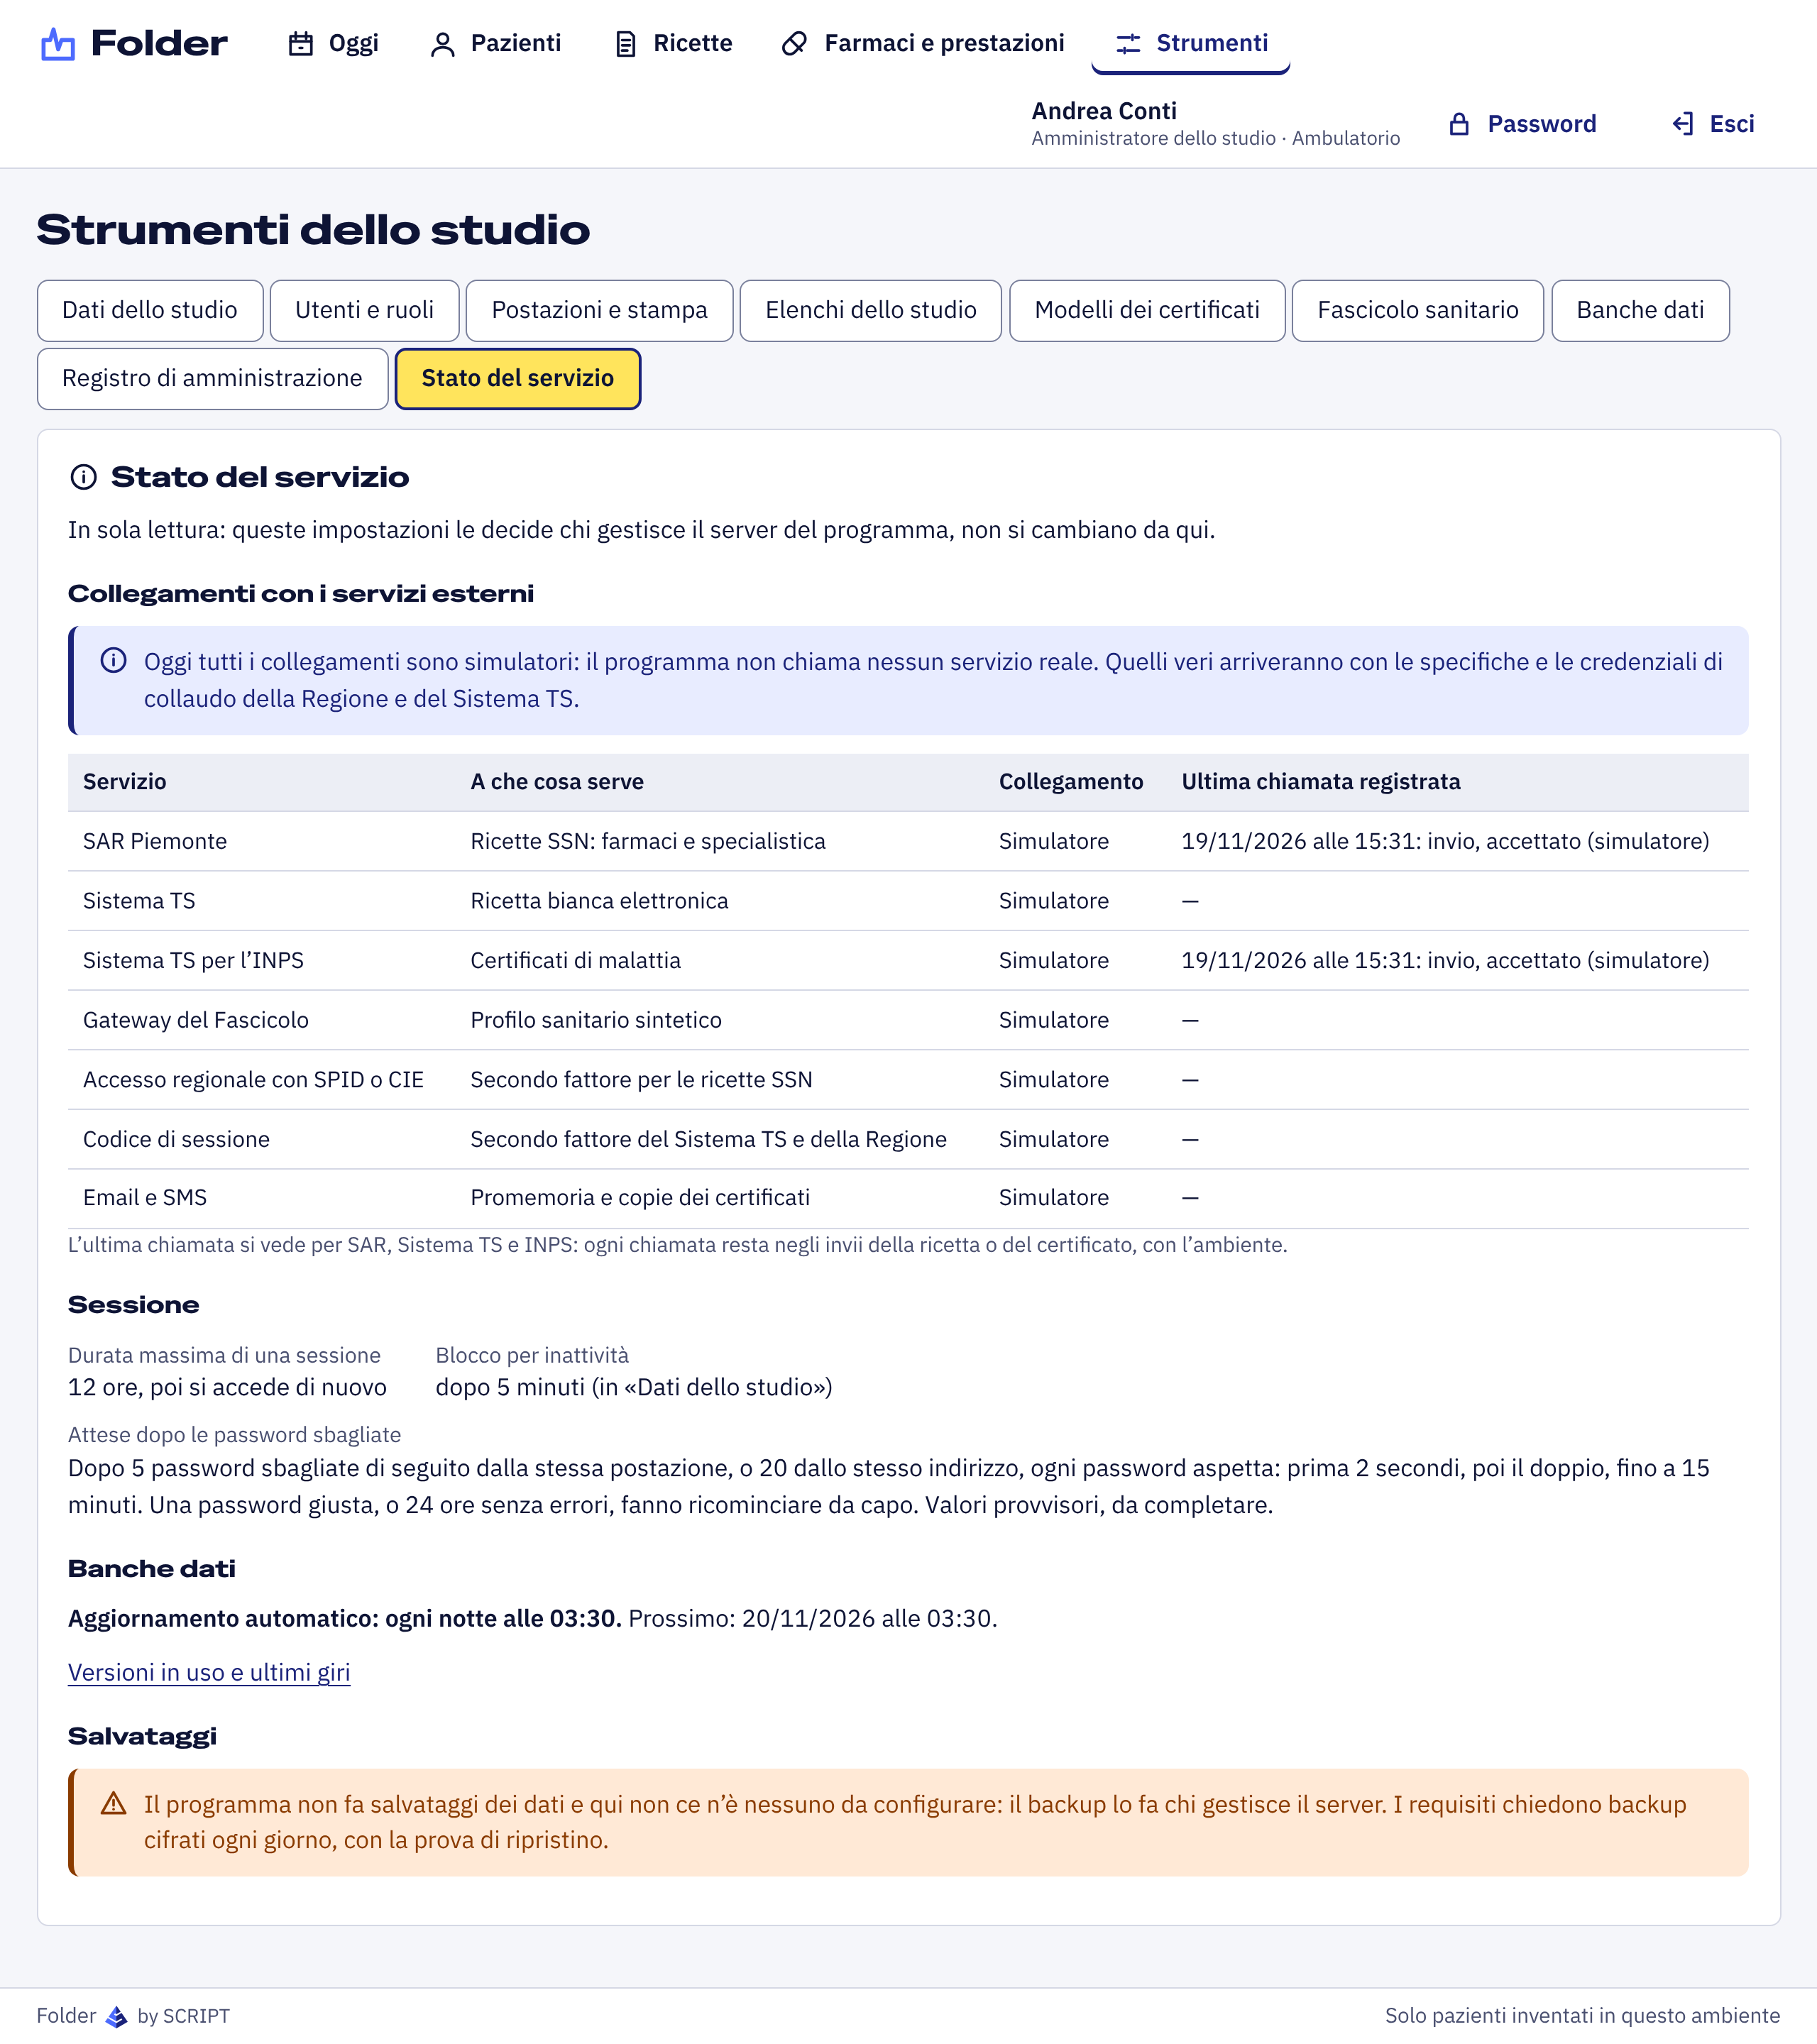 Folder
Oggi
Pazienti
Ricette
Farmaci e prestazioni
Strumenti
Andrea Conti
Amministratore dello studio · Ambulatorio
Password
Esci
Strumenti dello studio
Dati dello studio
Utenti e ruoli
Postazioni e stampa
Elenchi dello studio
Modelli dei certificati
Fascicolo sanitario
Banche dati
Registro di amministrazione
Stato del servizio
Stato del servizio
In sola lettura: queste impostazioni le decide chi gestisce il server del programma, non si cambiano da qui.
Collegamenti con i servizi esterni
Oggi tutti i collegamenti sono simulatori: il programma non chiama nessun servizio reale. Quelli veri arriveranno con le specifiche e le credenziali di
collaudo della Regione e del Sistema TS.
Servizio A che cosa serve Collegamento Ultima chiamata registrata
SAR Piemonte Ricette SSN: farmaci e specialistica Simulatore 19/11/2026 alle 15:31: invio, accettato (simulatore)
Sistema TS Ricetta bianca elettronica Simulatore —
Sistema TS per l’INPS Certificati di malattia Simulatore 19/11/2026 alle 15:31: invio, accettato (simulatore)
Gateway del Fascicolo Profilo sanitario sintetico Simulatore —
Accesso regionale con SPID o CIE Secondo fattore per le ricette SSN Simulatore —
Codice di sessione Secondo fattore del Sistema TS e della Regione Simulatore —
Email e SMS Promemoria e copie dei certificati Simulatore —
L’ultima chiamata si vede per SAR, Sistema TS e INPS: ogni chiamata resta negli invii della ricetta o del certificato, con l’ambiente.
Sessione
Durata massima di una sessione
12 ore, poi si accede di nuovo
Blocco per inattività
dopo 5 minuti (in «Dati dello studio»)
Attese dopo le password sbagliate
Dopo 5 password sbagliate di seguito dalla stessa postazione, o 20 dallo stesso indirizzo, ogni password aspetta: prima 2 secondi, poi il doppio, fino a 15
minuti. Una password giusta, o 24 ore senza errori, fanno ricominciare da capo. Valori provvisori, da completare.
Banche dati
Aggiornamento automatico: ogni notte alle 03:30. Prossimo: 20/11/2026 alle 03:30.
Versioni in uso e ultimi giri
Salvataggi
Il programma non fa salvataggi dei dati e qui non ce n’è nessuno da configurare: il backup lo fa chi gestisce il server. I requisiti chiedono backup
cifrati ogni giorno, con la prova di ripristino.
Folder by SCRIPT
Solo pazienti inventati in questo ambiente